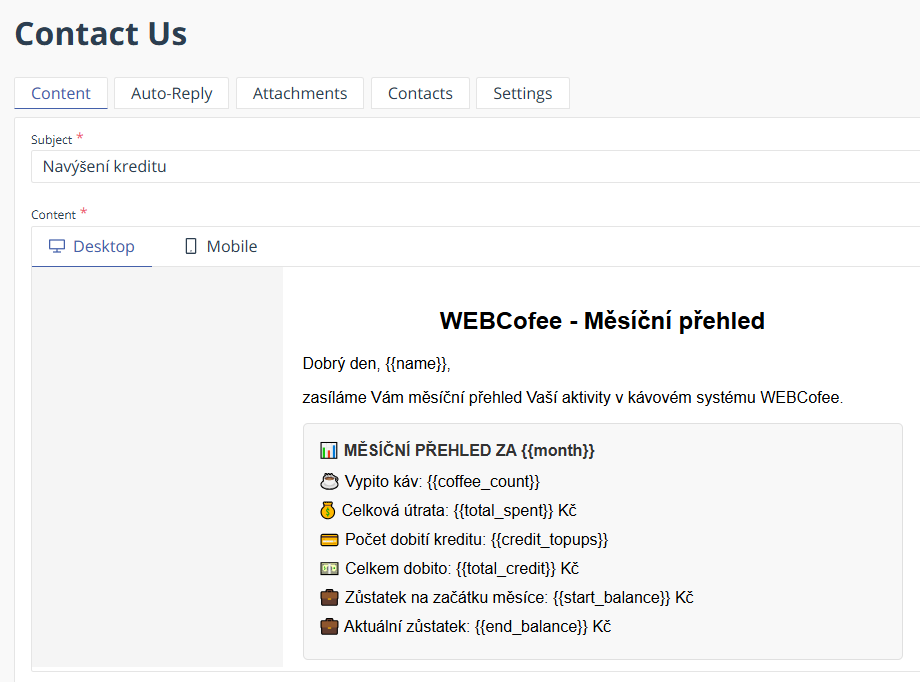 Contact Us
Content Auto-Reply Attachments Contacts Settings
Subject *
Navýšení kreditu
Content *
Desktop Mobile
WEBCofee - Měsíční přehled
Dobrý den, {{name}},
zasíláme Vám měsíční přehled Vaší aktivity v kávovém systému WEBCofee.
📊 MĚSÍČNÍ PŘEHLED ZA {{month}}
☕ Vypito káv: {{coffee_count}}
💰 Celková útrata: {{total_spent}} Kč
💳 Počet dobití kreditu: {{credit_topups}}
💵 Celkem dobito: {{total_credit}} Kč
💼 Zůstatek na začátku měsíce: {{start_balance}} Kč
💼 Aktuální zůstatek: {{end_balance}} Kč